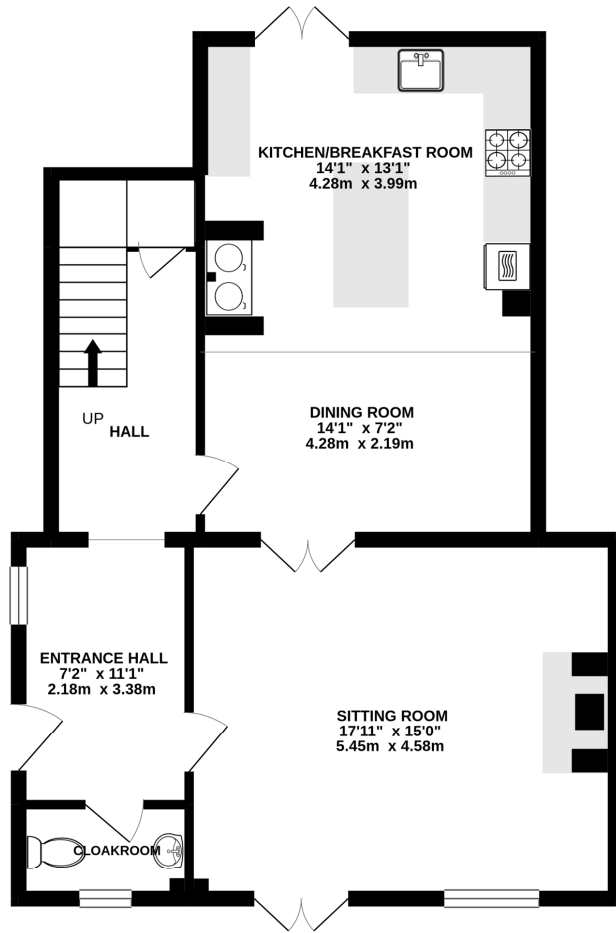 KITCHEN/BREAKFAST ROOM
14'1" x 13'1"
4.28m x 3.99m
DINING ROOM
14'1" x 7'2"
4.28m x 2.19m
UP
HALL
ENTRANCE HALL
7'2" x 11'1"
2.18m x 3.38m
SITTING ROOM
17'11" x 15'0"
5.45m x 4.58m
CLOAKROOM